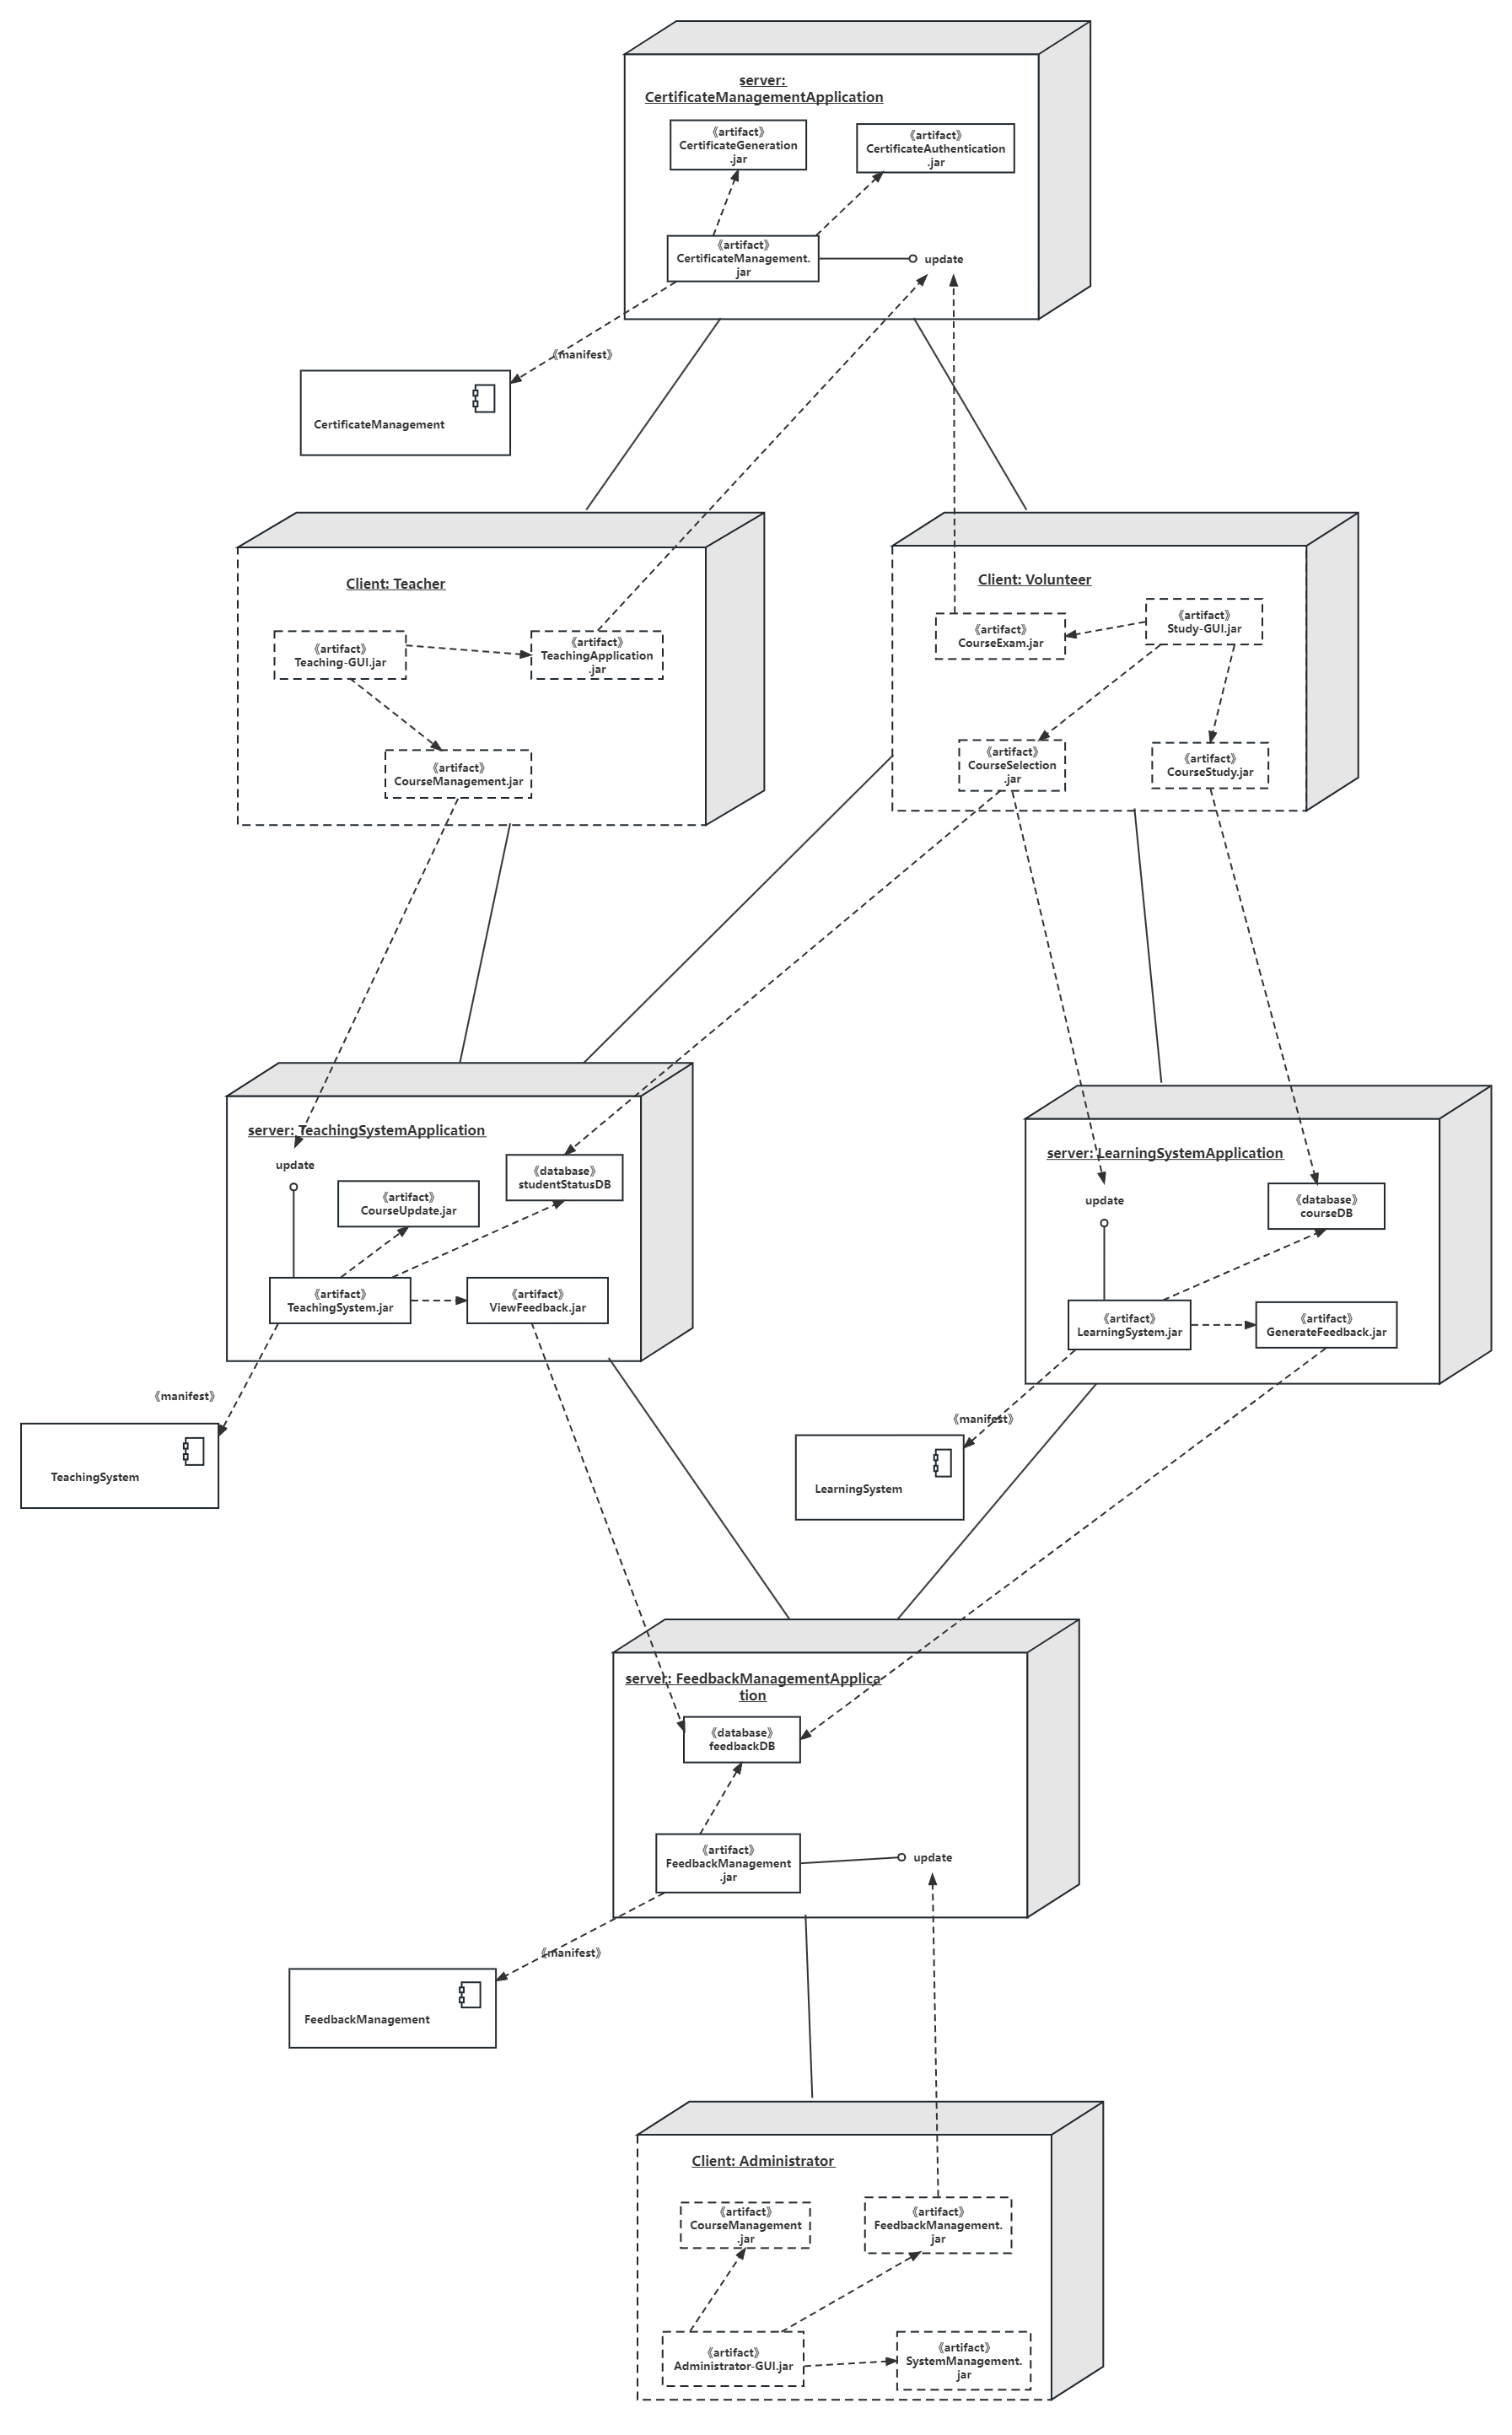 server:
CertificateManagementApplication
《artifact》
CertificateGeneration
.jar
《artifact》
CertificateAuthentication
.jar
《artifact》
CertificateManagement.
jar
update
《manifest》
CertificateManagement
Client: Teacher
《artifact》
Teaching-GUI.jar
《artifact》
TeachingApplication
.jar
《artifact》
CourseManagement.jar
Client: Volunteer
《artifact》
CourseExam.jar
《artifact》
Study-GUI.jar
《artifact》
CourseSelection
.jar
《artifact》
CourseStudy.jar
server: TeachingSystemApplication
update
《artifact》
CourseUpdate.jar
《database》
studentStatusDB
《artifact》
TeachingSystem.jar
《artifact》
ViewFeedback.jar
《manifest》
TeachingSystem
server: LearningSystemApplication
update
《database》
courseDB
《artifact》
LearningSystem.jar
《artifact》
GenerateFeedback.jar
《manifest》
LearningSystem
server: FeedbackManagementApplica
tion
《database》
feedbackDB
《artifact》
FeedbackManagement
.jar
update
《manifest》
FeedbackManagement
Client: Administrator
《artifact》
CourseManagement
.jar
《artifact》
FeedbackManagement.
jar
《artifact》
Administrator-GUI.jar
《artifact》
SystemManagement.
jar